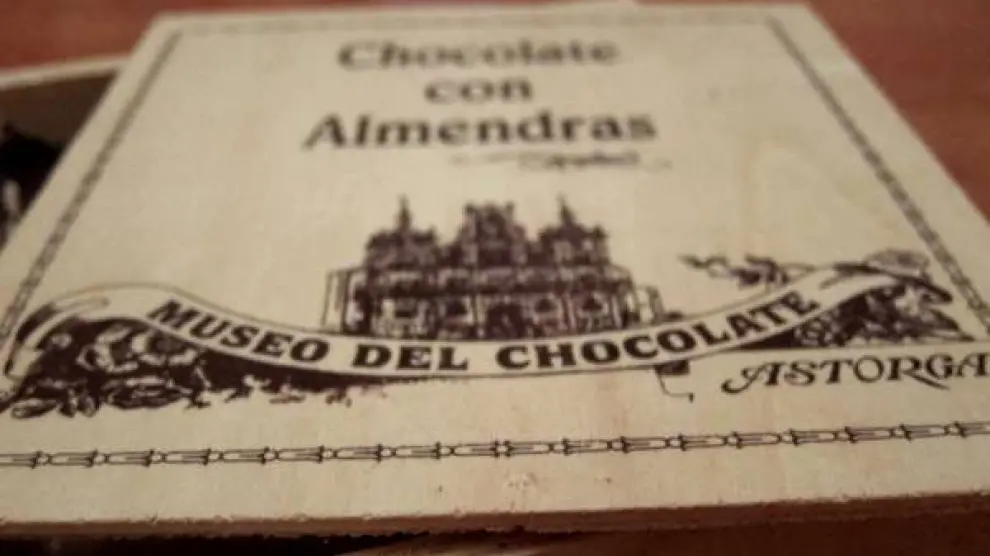 Chocolate
con
Almendras
MUSEO DEL CHOCOLATE
ASTORGA